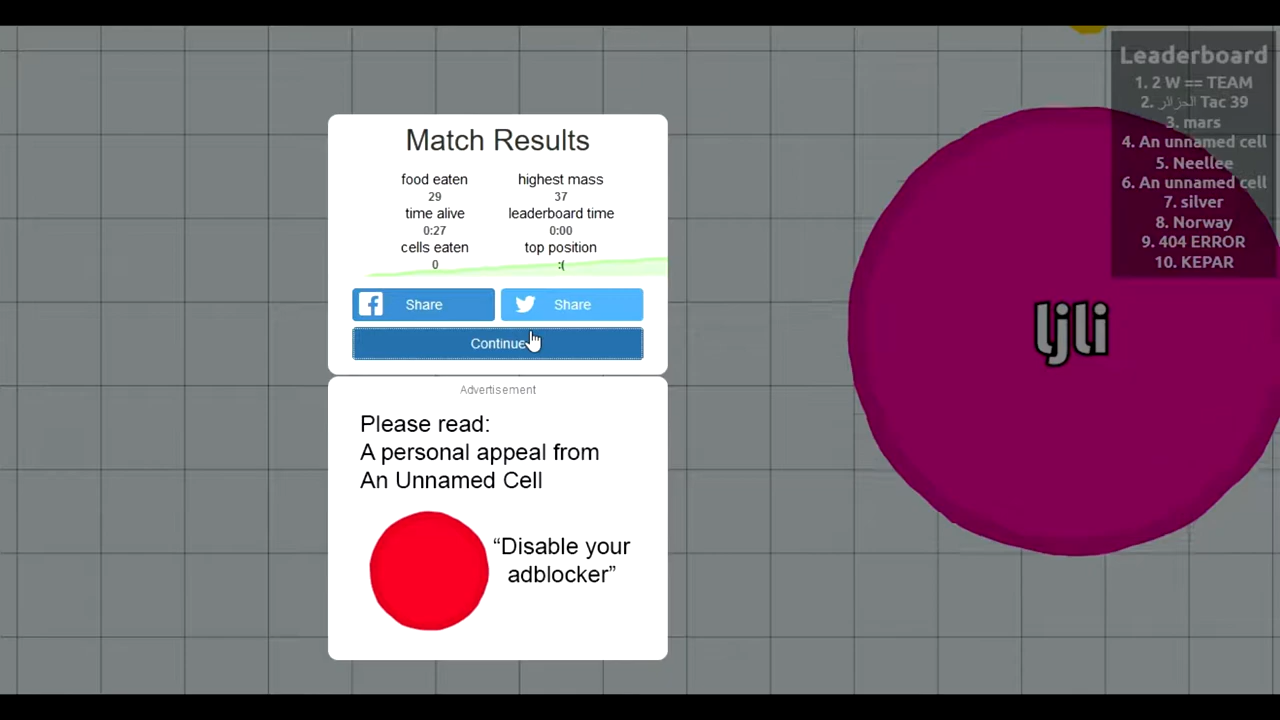 Match Results
food eaten
29
highest mass
37
time alive
0:27
leaderboard time
0:00
cells eaten
0
top position
:(
Share
Share
Continue
Advertisement
Please read:
A personal appeal from
An Unnamed Cell
“Disable your
adblocker”
Leaderboard
1. 2 W == TEAM
2. الجزائر Tac 39
3. mars
4. An unnamed cell
5. Neellee
6. An unnamed cell
7. silver
8. Norway
9. 404 ERROR
10. KEPAR
ljli